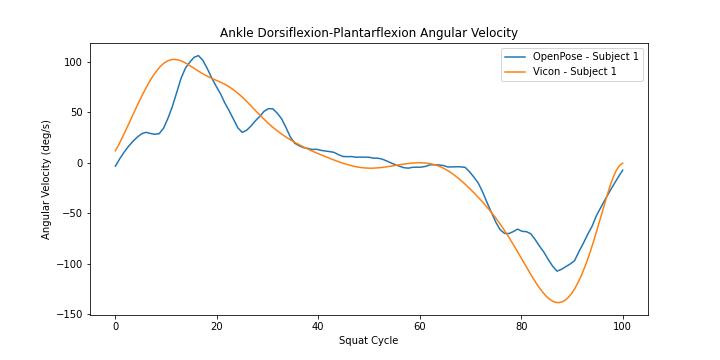 Ankle Dorsiflexion-Plantarflexion Angular Velocity
OpenPose - Subject 1
Vicon - Subject 1
Angular Velocity (deg/s)
100
50
0
−50
−100
−150
0 20 40 60 80 100
Squat Cycle